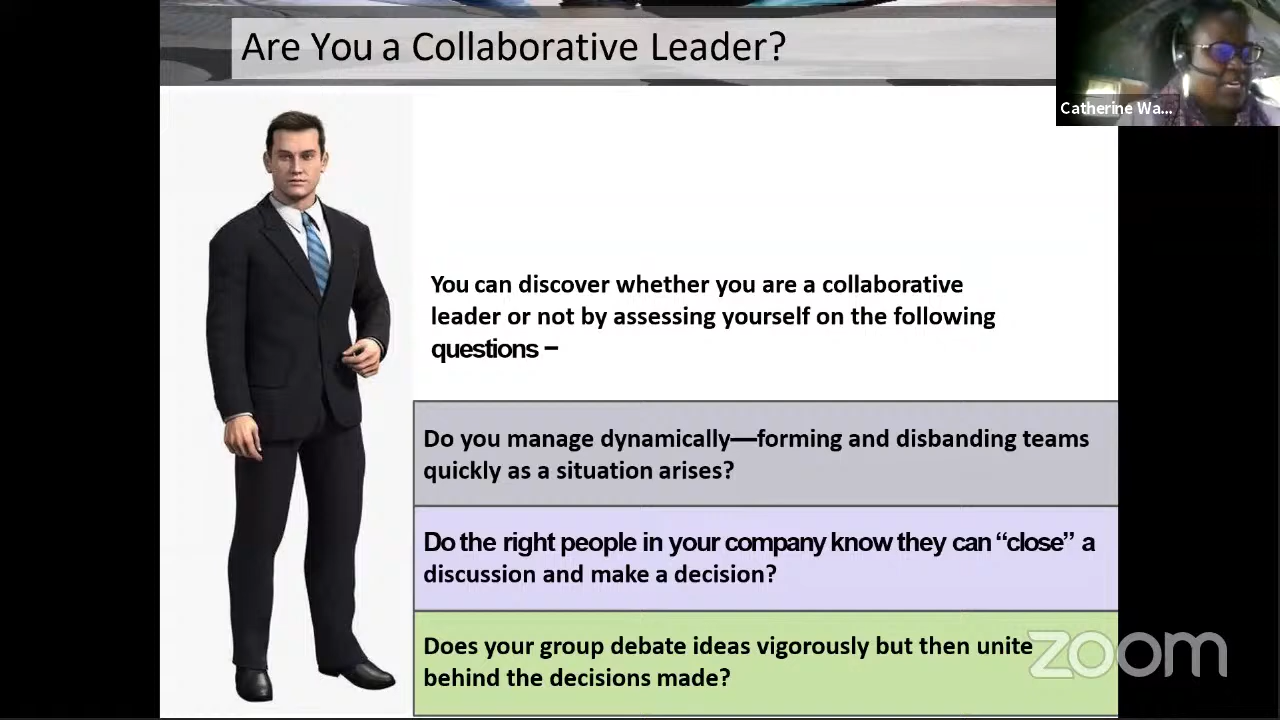 Are You a Collaborative Leader?
Catherine Wa...
You can discover whether you are a collaborative
leader or not by assessing yourself on the following
questions –
Do you manage dynamically—forming and disbanding teams
quickly as a situation arises?
Do the right people in your company know they can “close” a
discussion and make a decision?
Does your group debate ideas vigorously but then unite
behind the decisions made?
zoom